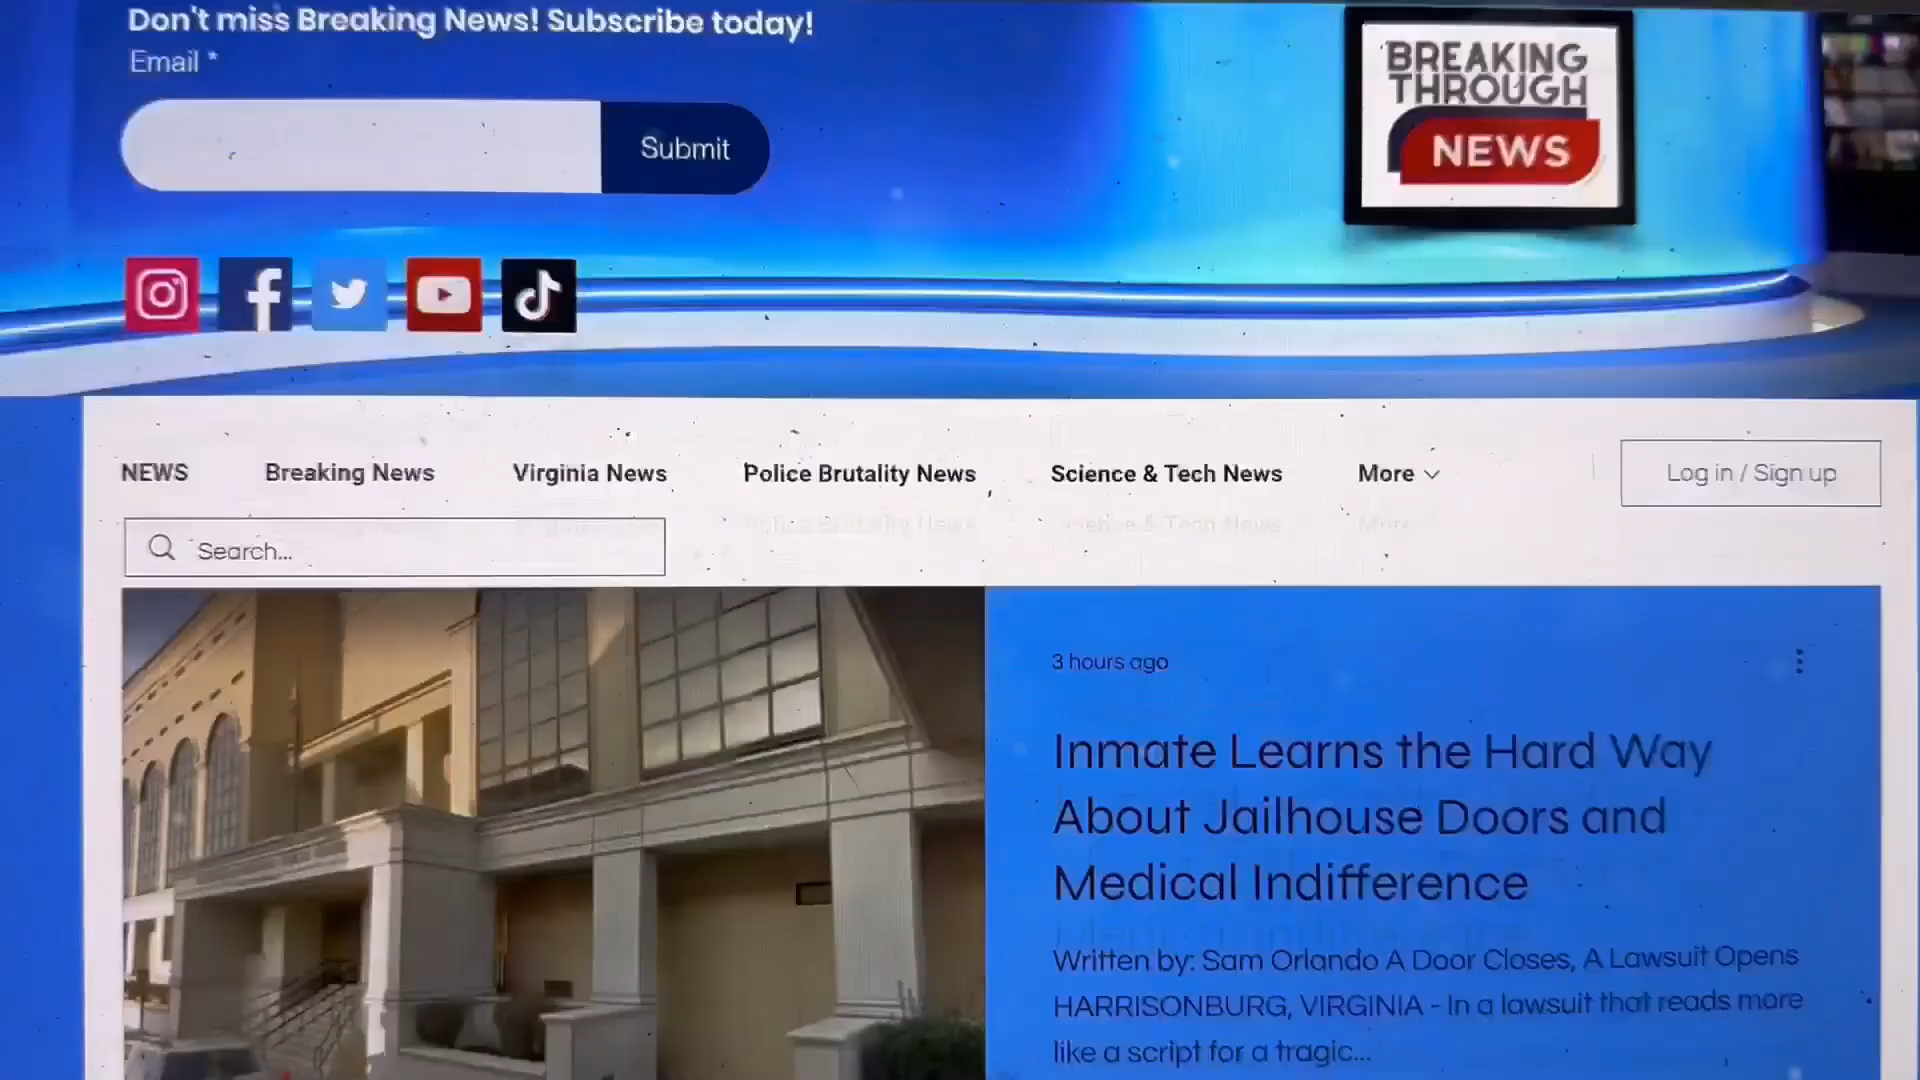 Don't miss Breaking News! Subscribe today!
Email *
Submit
BREAKING
THROUGH
NEWS
NEWS
Breaking News
Virginia News
Police Brutality News
Science & Tech News
More
Log in / Sign up
Search...
3 hours ago
Inmate Learns the Hard Way
About Jailhouse Doors and
Medical Indifference
Written by: Sam Orlando A Door Closes, A Lawsuit Opens
HARRISONBURG, VIRGINIA - In a lawsuit that reads more
like a script for a tragic...